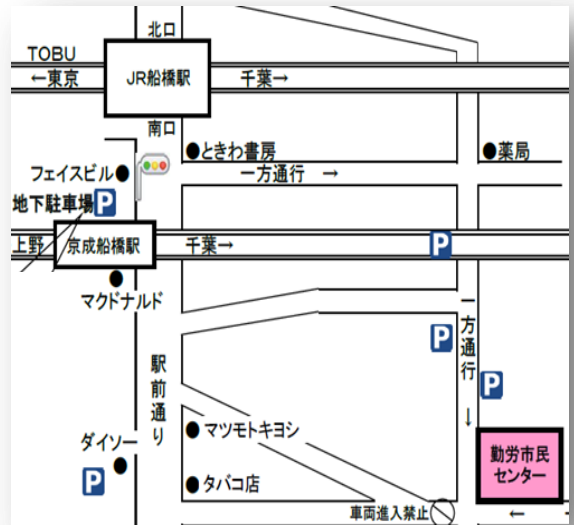 北口
TOBU
←東京
JR船橋駅
千葉→
南口
●ときわ書房
●薬局
フェイスビル●
一方通行 →
地下駐車場 P
上野
京成船橋駅
千葉→
P
マクドナルド
一方通行 ↓
P
P
駅前通り
●マツモトキヨシ
ダイソー
P
●タバコ店
勤労市民
センター
車両進入禁止
←